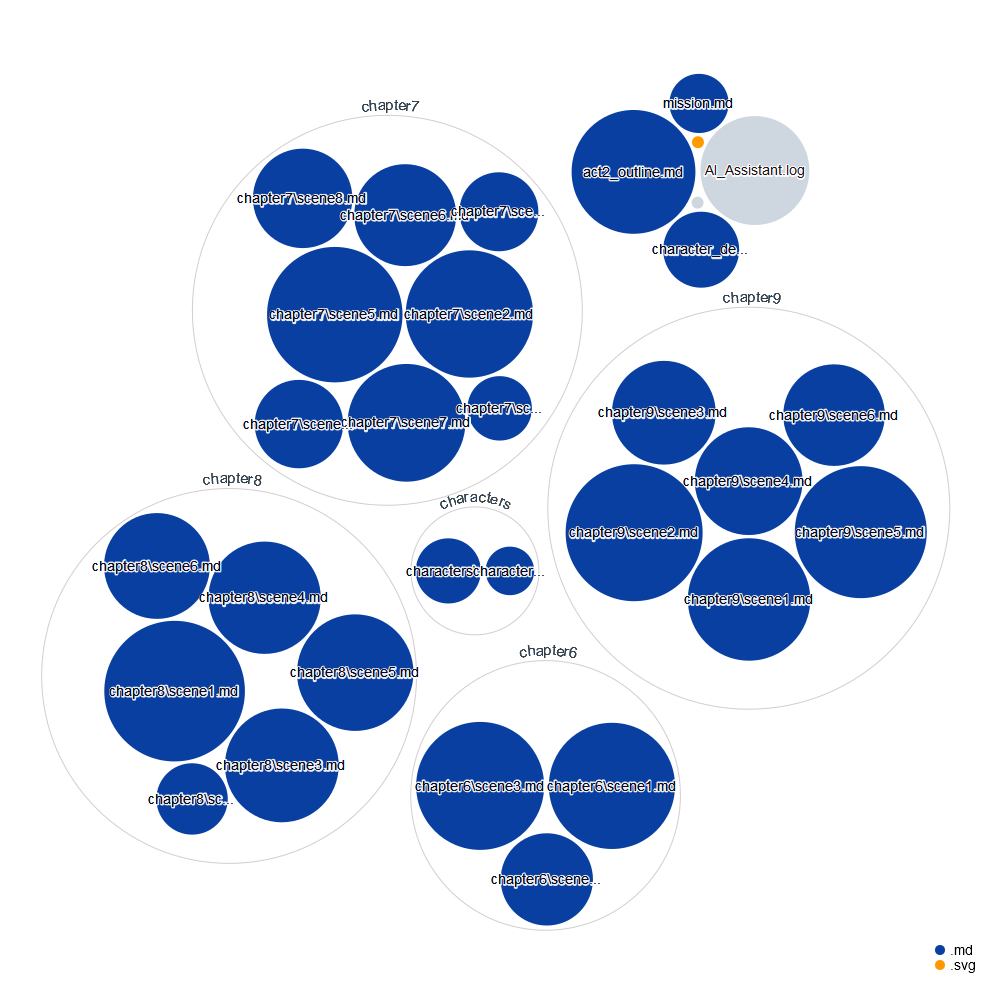 chapter7
mission.md
act2_outline.md
AI_Assistant.log
character_de...
chapter7\scene8.md
chapter7\scene6.md
chapter7\sce...
chapter7\scene5.md
chapter7\scene2.md
chapter7\scene...
chapter7\scene7.md
chapter7\sc...
chapter9
chapter9\scene3.md
chapter9\scene6.md
chapter9\scene4.md
chapter9\scene2.md
chapter9\scene5.md
chapter9\scene1.md
chapter8
chapter8\scene6.md
chapter8\scene4.md
chapter8\scene5.md
chapter8\scene1.md
chapter8\scene3.md
chapter8\sc...
characters
characters
character...
chapter6
chapter6\scene3.md
chapter6\scene1.md
chapter6\scene...
.md
.svg